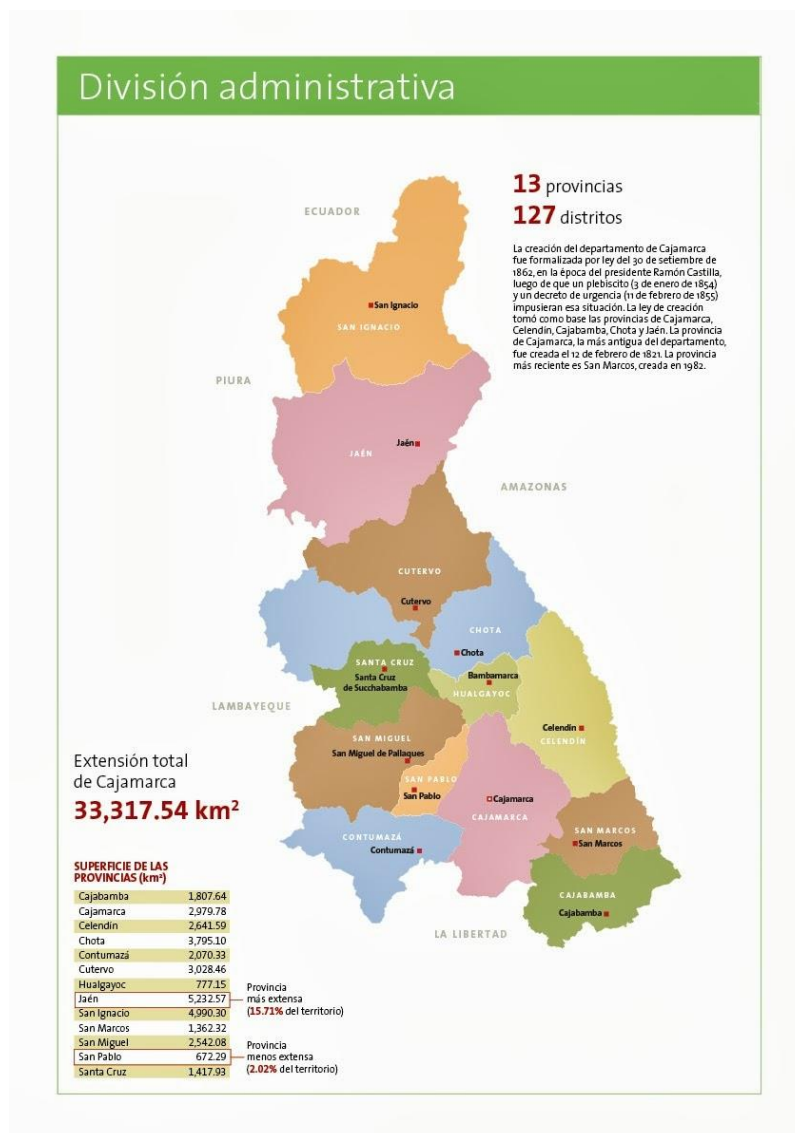 División administrativa
13 provincias
127 distritos
La creación del departamento de Cajamarca
fue formalizada por ley del 30 de setiembre de
1862, en la época del presidente Ramón Castilla,
luego de que un plebiscito (3 de enero de 1854)
y un decreto de urgencia (11 de febrero de 1855)
impusieran esa situación. La ley de creación
tomó como base las provincias de Cajamarca,
Celendín, Cajabamba, Chota y Jaén. La provincia
de Cajamarca, la más antigua del departamento,
fue creada el 12 de febrero de 1821. La provincia
más reciente es San Marcos, creada en 1982.
ECUADOR
San Ignacio
SAN IGNACIO
PIURA
Jaén
JAÉN
AMAZONAS
CUTERVO
Cutervo
CHOTA
Chota
SANTA CRUZ
Santa Cruz
de Succhabamba
Bambamarca
HUALGAYOC
LAMBAYEQUE
SAN MIGUEL
San Miguel de Pallaques
Celendín
CELENDÍN
SAN PABLO
San Pablo
Cajamarca
CAJAMARCA
CONTUMAZÁ
Contumazá
SAN MARCOS
San Marcos
CAJABAMBA
Cajabamba
LA LIBERTAD
Extensión total
de Cajamarca
33,317.54 km²
SUPERFICIE DE LAS
PROVINCIAS (km²)
Cajabamba 1,807.64
Cajamarca 2,979.78
Celendín 2,641.59
Chota 3,795.10
Contumazá 2,070.33
Cutervo 3,028.46
Hualgayoc 777.15
Jaén 5,232.57
San Ignacio 4,990.30
San Marcos 1,362.32
San Miguel 2,542.08
San Pablo 672.29
Santa Cruz 1,417.93
Provincia
más extensa
(15.71% del territorio)
Provincia
menos extensa
(2.02% del territorio)